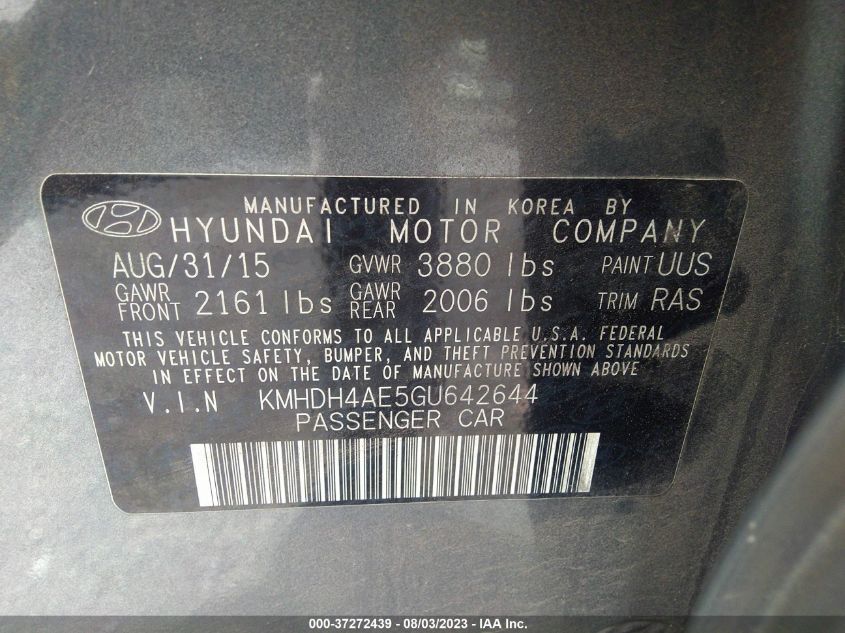 MANUFACTURED IN KOREA BY
HYUNDAI MOTOR COMPANY
AUG/31/15 GVWR 3880 lbs PAINT UUS
GAWR FRONT 2161 lbs GAWR REAR 2006 lbs TRIM RAS
THIS VEHICLE CONFORMS TO ALL APPLICABLE U.S.A. FEDERAL
MOTOR VEHICLE SAFETY, BUMPER, AND THEFT PREVENTION STANDARDS
IN EFFECT ON THE DATE OF MANUFACTURE SHOWN ABOVE
V.I.N KMHDH4AE5GU642644
PASSENGER CAR
000-37272439 - 08/03/2023 - IAA Inc.